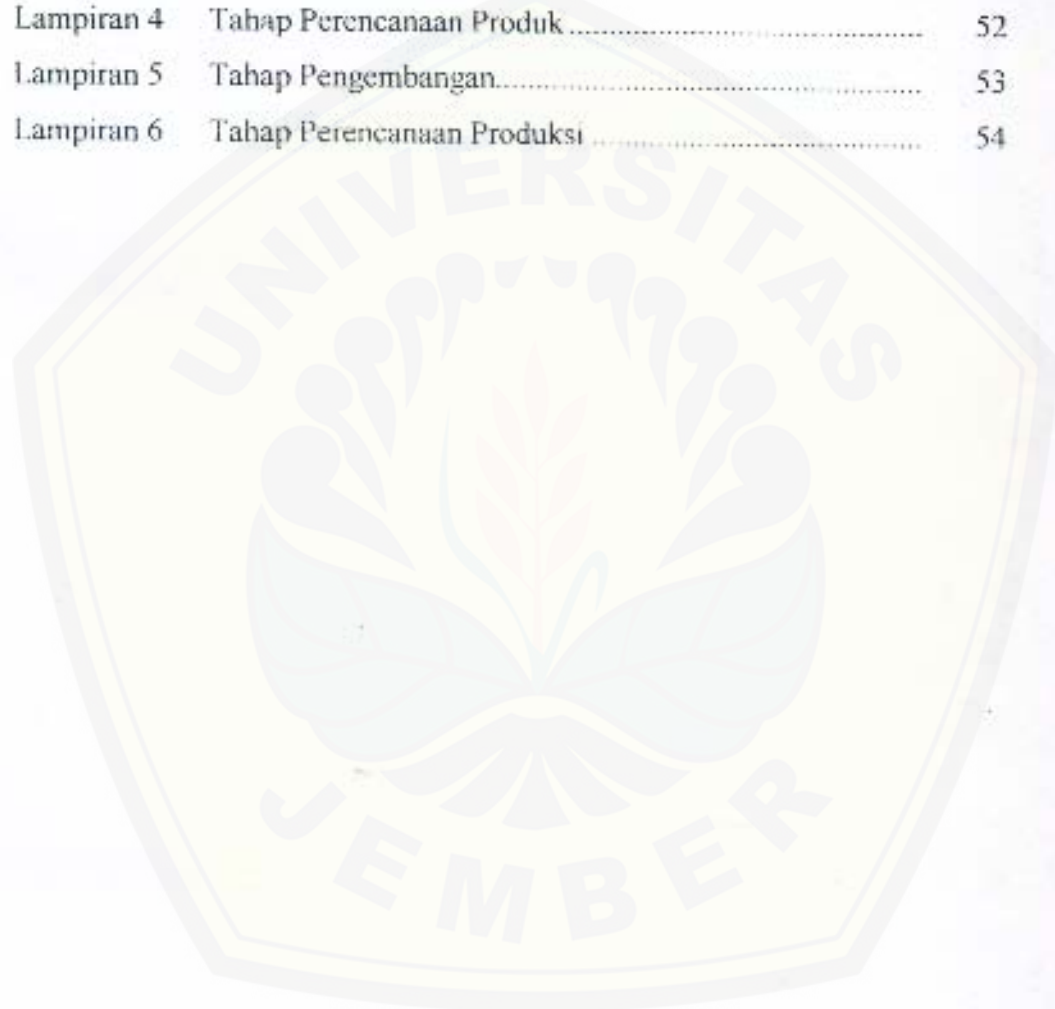 Lampiran 4 Tahap Perencanaan Produk ........................................ 52
Lampiran 5 Tahap Pengembangan.................................................. 53
Lampiran 6 Tahap Perencanaan Produksi ..................................... 54
UNIVERSITAS
JEMBER